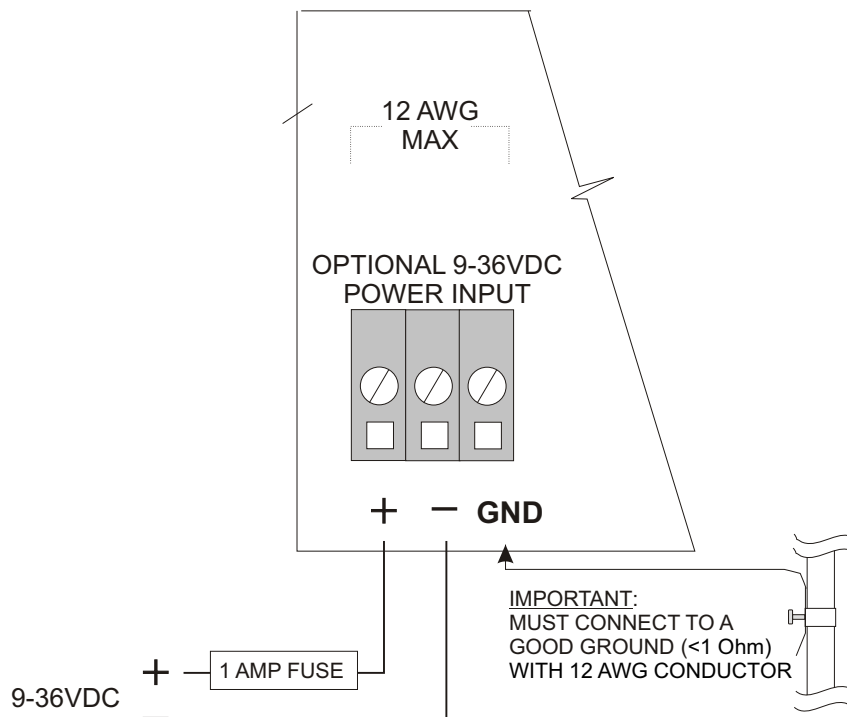 12 AWG
MAX
OPTIONAL 9-36VDC
POWER INPUT
+ − GND
IMPORTANT:
MUST CONNECT TO A
GOOD GROUND (<1 Ohm)
WITH 12 AWG CONDUCTOR
+
1 AMP FUSE
9-36VDC
−